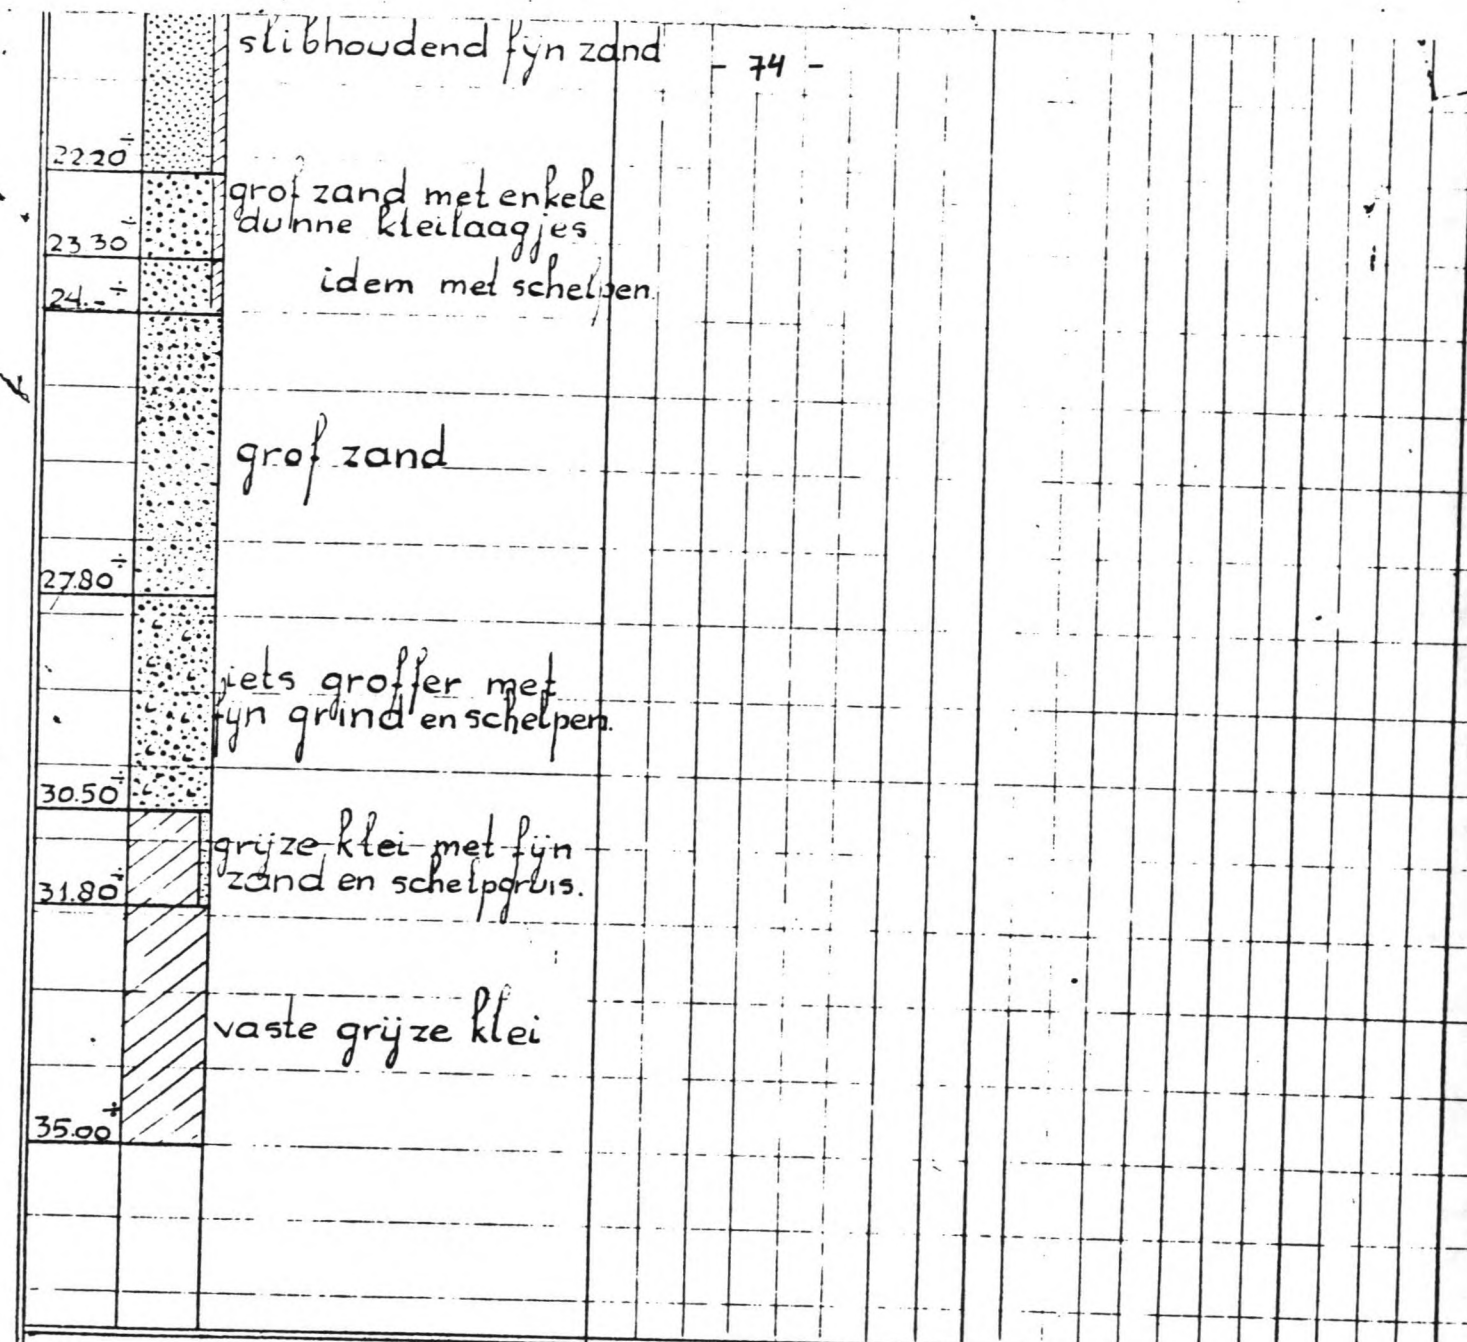 slibhoudend fijn zand
- 74 -
22.20 ÷
grof zand met enkele
dunne kleilaagjes
23.30 ÷
idem met schelpen.
24.- ÷
grof zand
27.80 ÷
iets groffer met
fijn grind en schelpen.
30.50 ÷
grijze klei met fijn
zand en schelpgruis.
31.80 ÷
vaste grijze klei
35.00 ÷